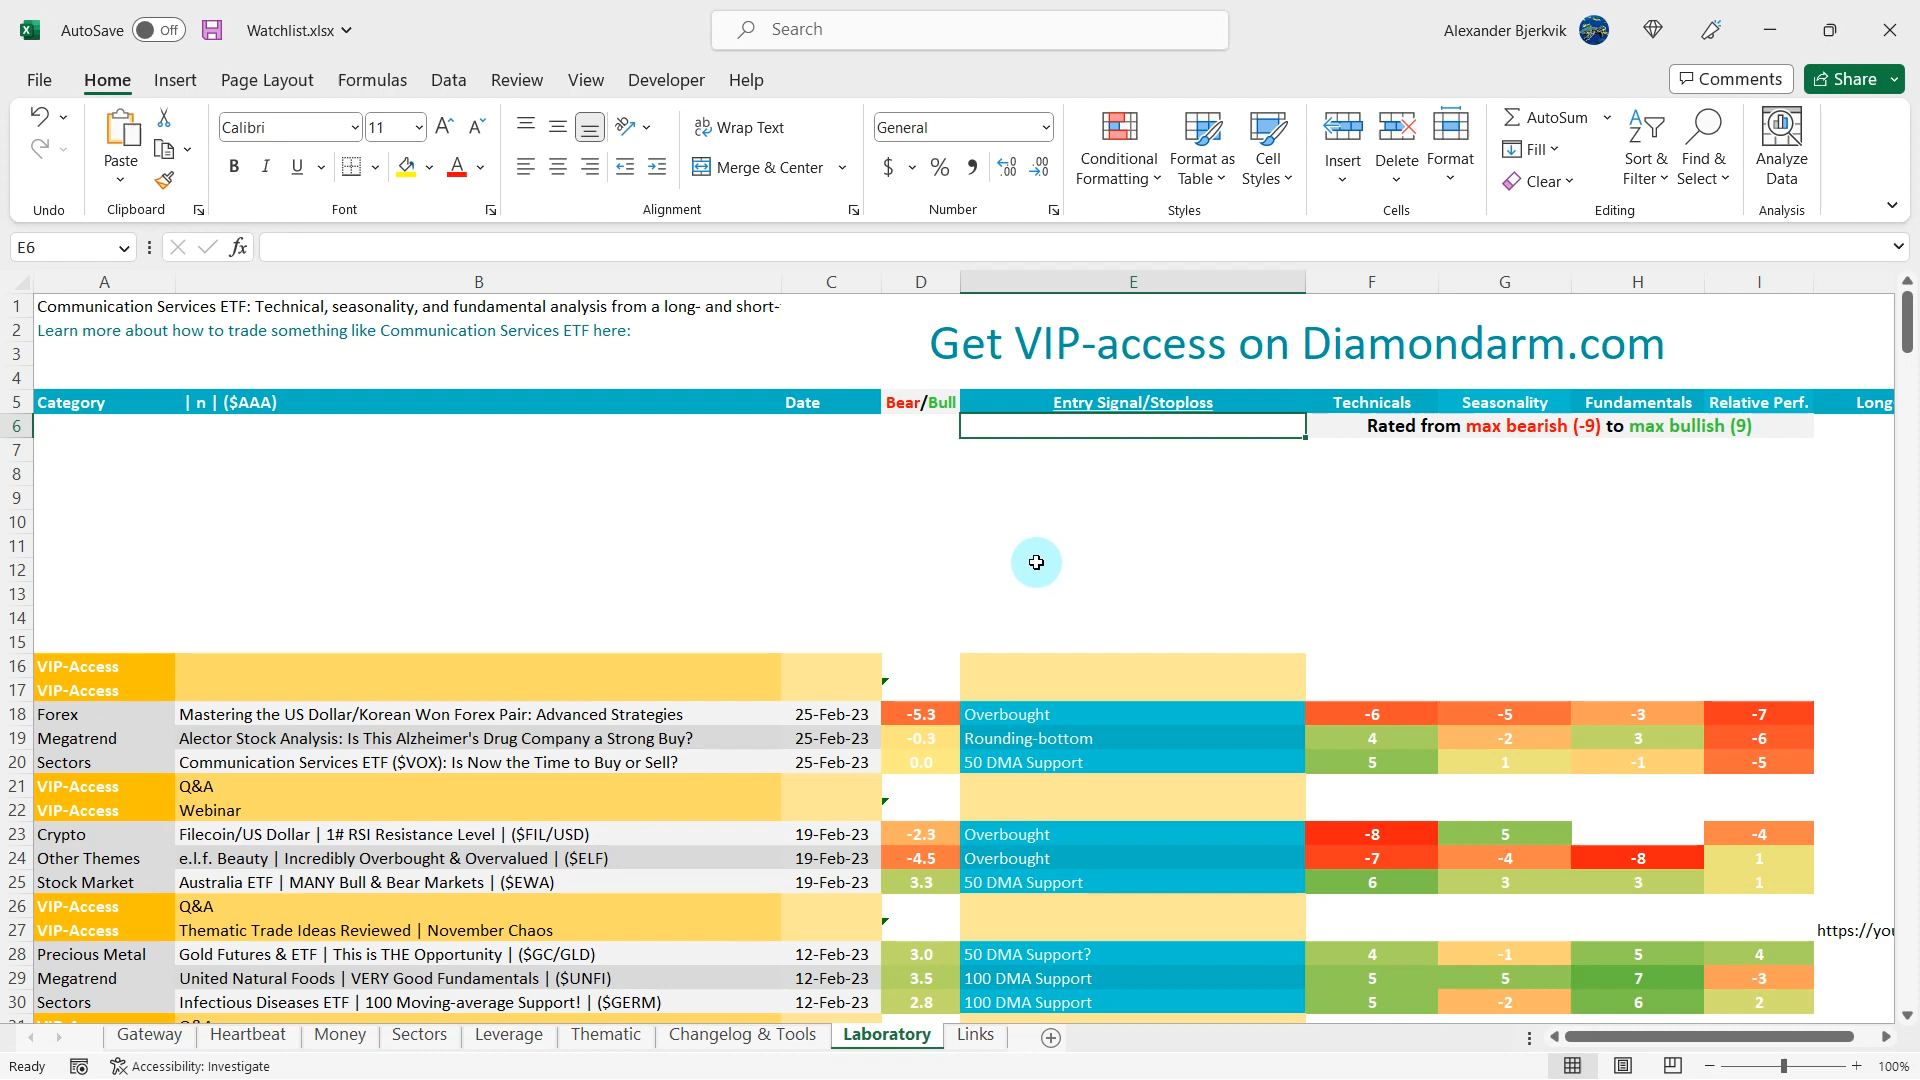 AutoSave Off Watchlist.xlsx Search Alexander Bjerkvik
File Home Insert Page Layout Formulas Data Review View Developer Help Comments Share
Calibri 11 Wrap Text General AutoSum
Paste B I U Merge & Center $ % Conditional Formatting Format as Table Cell Styles Insert Delete Format Fill Clear Sort & Filter Find & Select Analyze Data
Undo Clipboard Font Alignment Number Styles Cells Editing Analysis
E6 fx
A B C D E F G H I
1 Communication Services ETF: Technical, seasonality, and fundamental analysis from a long- and short-
2 Learn more about how to trade something like Communication Services ETF here:
Get VIP-access on Diamondarm.com
3
4
5 Category | n | ($AAA) Date Bear/Bull Entry Signal/Stoploss Technicals Seasonality Fundamentals Relative Perf. Long-
6 Rated from max bearish (-9) to max bullish (9)
7
8
9
10
11
12
13
14
15
16 VIP-Access
17 VIP-Access
18 Forex Mastering the US Dollar/Korean Won Forex Pair: Advanced Strategies 25-Feb-23 -5.3 Overbought -6 -5 -3 -7
19 Megatrend Alector Stock Analysis: Is This Alzheimer's Drug Company a Strong Buy? 25-Feb-23 -0.3 Rounding-bottom 4 -2 3 -6
20 Sectors Communication Services ETF ($VOX): Is Now the Time to Buy or Sell? 25-Feb-23 0.0 50 DMA Support 5 1 -1 -5
21 VIP-Access Q&A
22 VIP-Access Webinar
23 Crypto Filecoin/US Dollar | 1# RSI Resistance Level | ($FIL/USD) 19-Feb-23 -2.3 Overbought -8 5 -4
24 Other Themes e.l.f. Beauty | Incredibly Overbought & Overvalued | ($ELF) 19-Feb-23 -4.5 Overbought -7 -4 -8 1
25 Stock Market Australia ETF | MANY Bull & Bear Markets | ($EWA) 19-Feb-23 3.3 50 DMA Support 6 3 3 1
26 VIP-Access Q&A
27 VIP-Access Thematic Trade Ideas Reviewed | November Chaos https://you
28 Precious Metal Gold Futures & ETF | This is THE Opportunity | ($GC/GLD) 12-Feb-23 3.0 50 DMA Support? 4 -1 5 4
29 Megatrend United Natural Foods | VERY Good Fundamentals | ($UNFI) 12-Feb-23 3.5 100 DMA Support 5 5 7 -3
30 Sectors Infectious Diseases ETF | 100 Moving-average Support! | ($GERM) 12-Feb-23 2.8 100 DMA Support 5 -2 6 2
Gateway Heartbeat Money Sectors Leverage Thematic Changelog & Tools Laboratory Links
Ready Accessibility: Investigate 100%